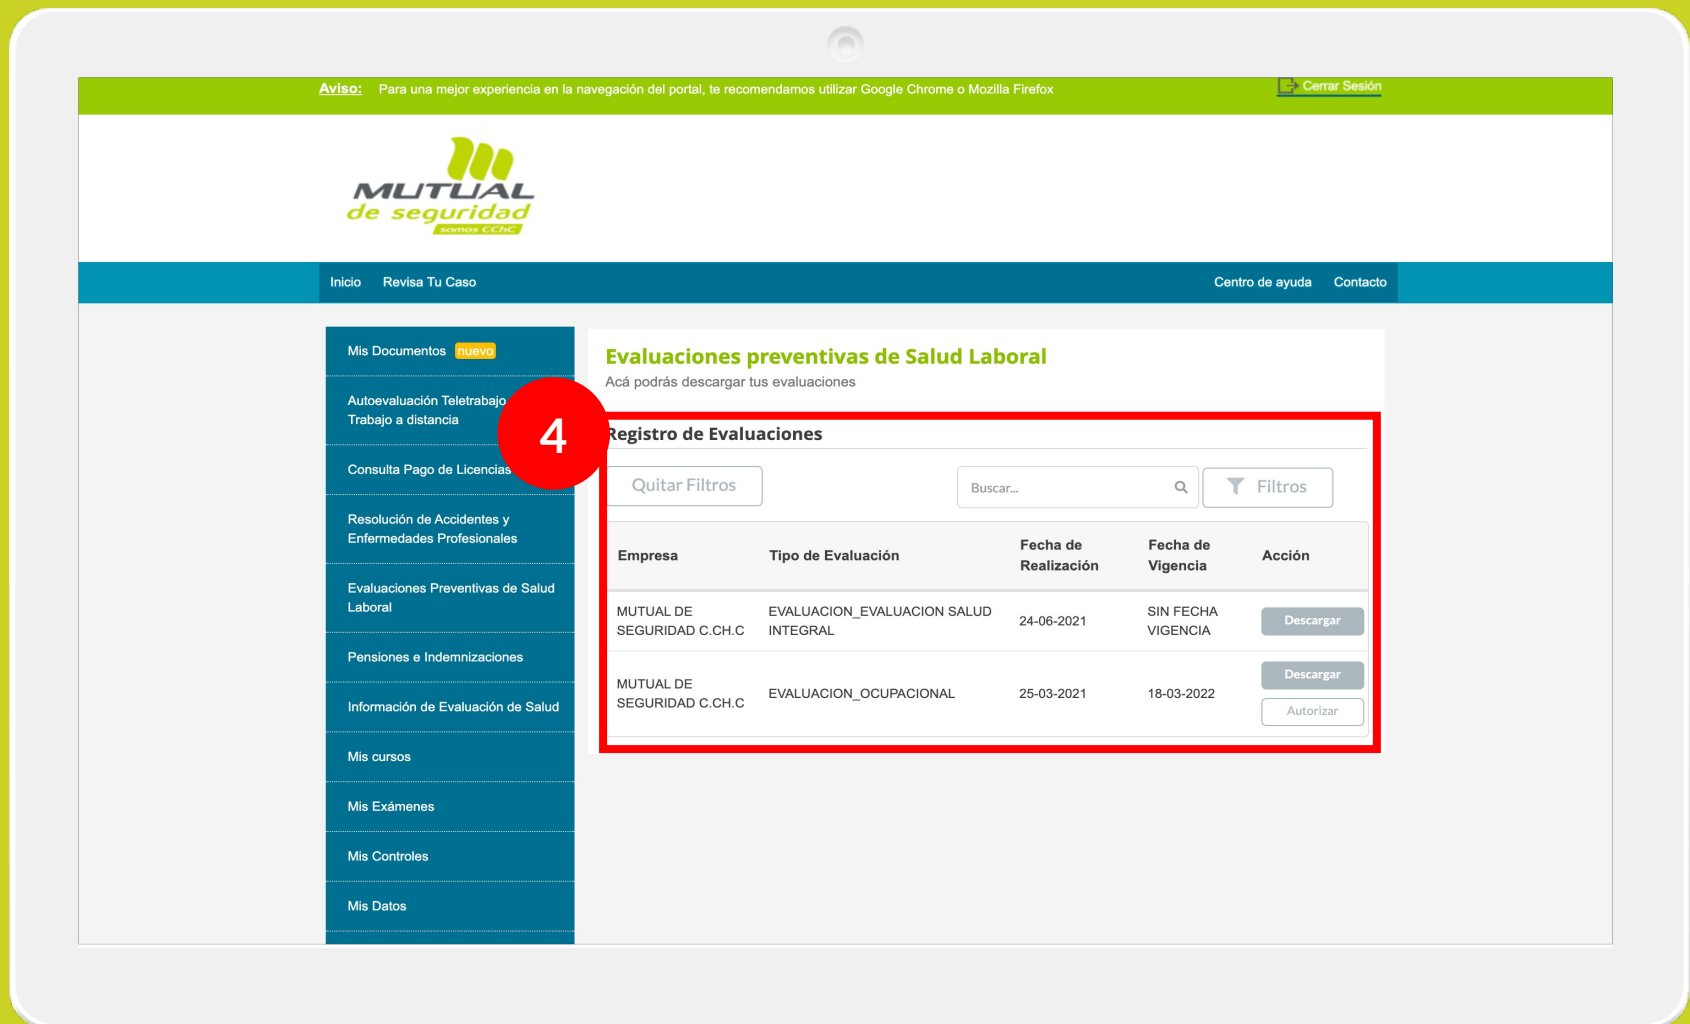 Aviso: Para una mejor experiencia en la navegación del portal, te recomendamos utilizar Google Chrome o Mozilla Firefox
Cerrar Sesión
MUTUAL
de seguridad
somos CChC
Inicio Revisa Tu Caso
Centro de ayuda Contacto
Mis Documentos nuevo
Autoevaluación Teletrabajo
Trabajo a distancia
Consulta Pago de Licencias
Resolución de Accidentes y
Enfermedades Profesionales
Evaluaciones Preventivas de Salud
Laboral
Pensiones e Indemnizaciones
Información de Evaluación de Salud
Mis cursos
Mis Exámenes
Mis Controles
Mis Datos
4
Evaluaciones preventivas de Salud Laboral
Acá podrás descargar tus evaluaciones
Registro de Evaluaciones
Quitar Filtros
Buscar...
Filtros
Empresa
Tipo de Evaluación
Fecha de
Realización
Fecha de
Vigencia
Acción
MUTUAL DE
SEGURIDAD C.CH.C
EVALUACION_EVALUACION SALUD
INTEGRAL
24-06-2021
SIN FECHA
VIGENCIA
Descargar
MUTUAL DE
SEGURIDAD C.CH.C
EVALUACION_OCUPACIONAL
25-03-2021
18-03-2022
Descargar
Autorizar